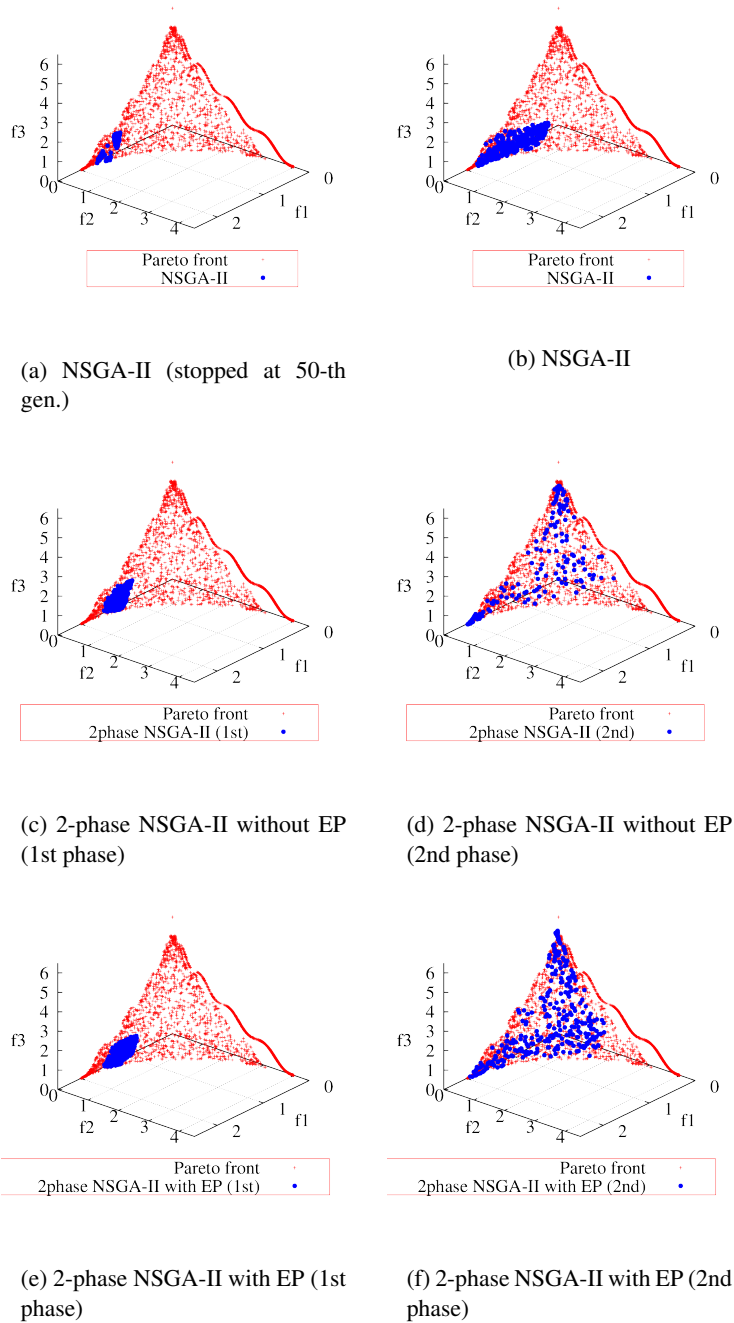 6
5
4
3
2
1
0
f3
1
2
3
4
f2
2
1
0
f1
Pareto front
NSGA-II
6
5
4
3
2
1
0
f3
1
2
3
4
f2
2
1
0
f1
Pareto front
NSGA-II
(a) NSGA-II (stopped at 50-th
gen.)
(b) NSGA-II
6
5
4
3
2
1
0
f3
1
2
3
4
f2
2
1
0
f1
Pareto front
2phase NSGA-II (1st)
6
5
4
3
2
1
0
f3
1
2
3
4
f2
2
1
0
f1
Pareto front
2phase NSGA-II (2nd)
(c) 2-phase NSGA-II without EP
(1st phase)
(d) 2-phase NSGA-II without EP
(2nd phase)
6
5
4
3
2
1
0
f3
1
2
3
4
f2
2
1
0
f1
Pareto front
2phase NSGA-II with EP (1st)
6
5
4
3
2
1
0
f3
1
2
3
4
f2
2
1
0
f1
Pareto front
2phase NSGA-II with EP (2nd)
(e) 2-phase NSGA-II with EP (1st
phase)
(f) 2-phase NSGA-II with EP (2nd
phase)